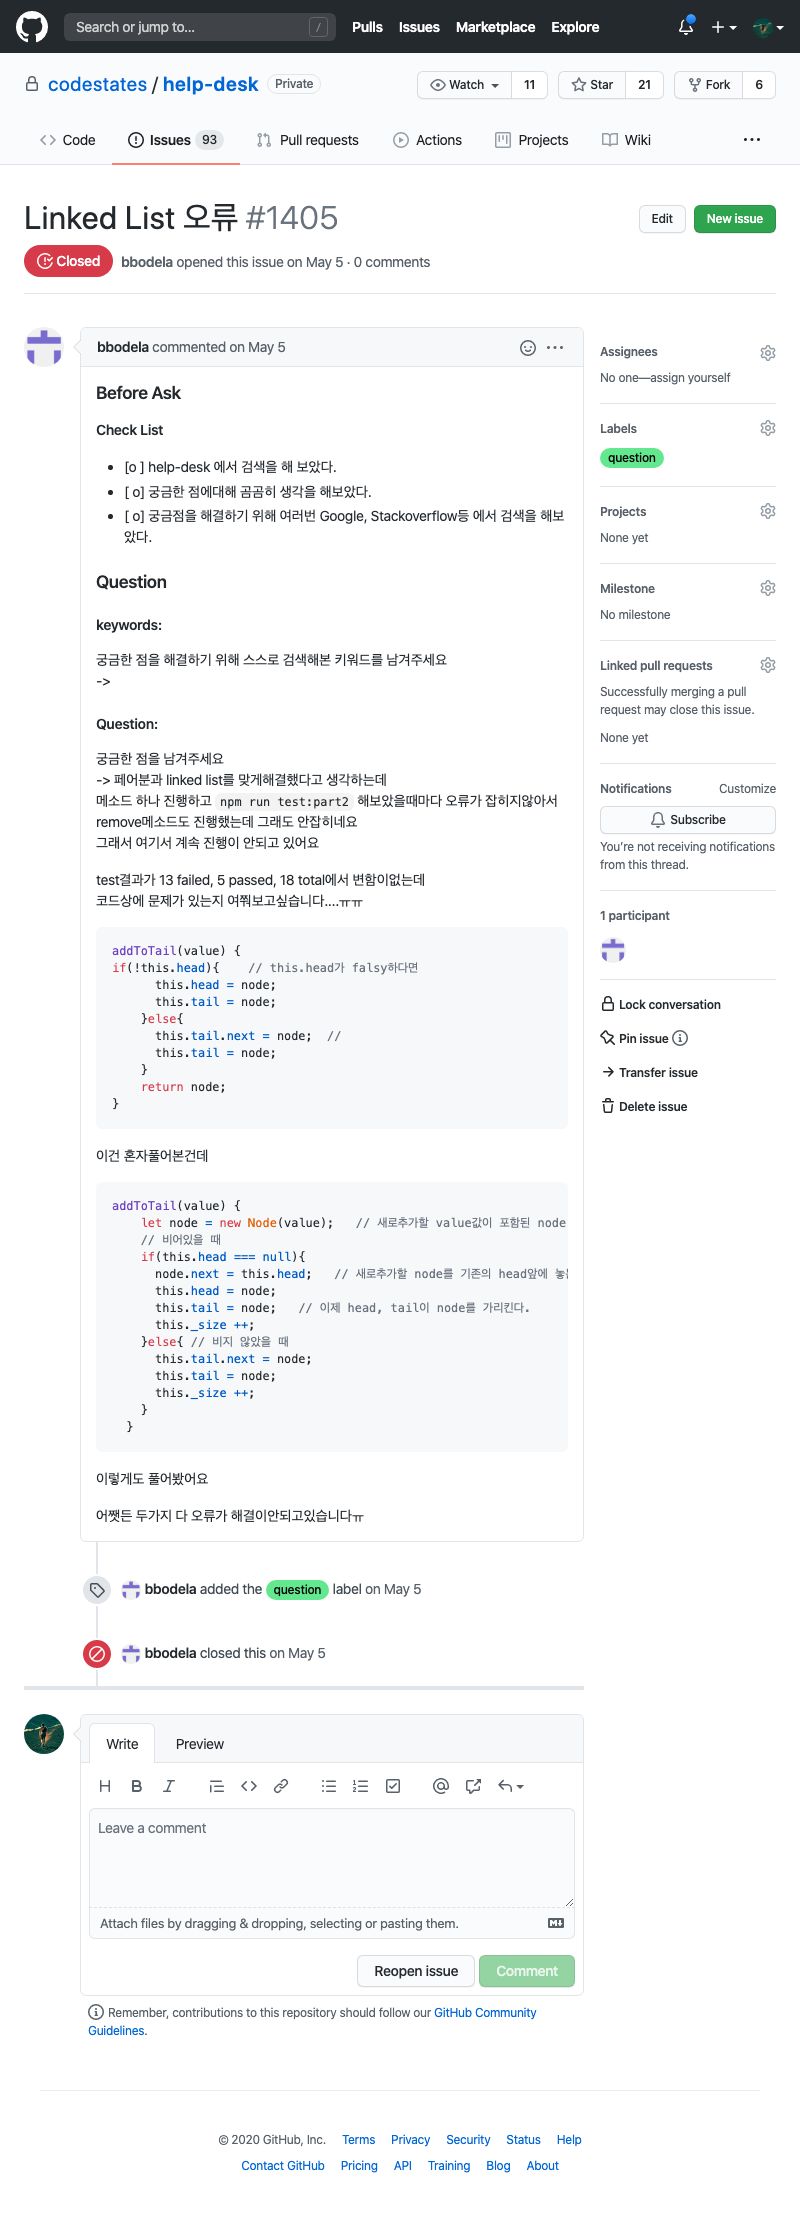 Search or jump to... /
Pulls Issues Marketplace Explore
codestates / help-desk Private
Watch 11 Star 21 Fork 6
Code Issues 93 Pull requests Actions Projects Wiki
Linked List 오류 #1405
Edit New issue
Closed bbodela opened this issue on May 5 · 0 comments
bbodela commented on May 5
Before Ask
Check List
[o ] help-desk 에서 검색을 해 보았다.
[ o] 궁금한 점에대해 곰곰히 생각을 해보았다.
[ o] 궁금점을 해결하기 위해 여러번 Google, Stackoverflow등 에서 검색을 해보
았다.
Question
keywords:
궁금한 점을 해결하기 위해 스스로 검색해본 키워드를 남겨주세요
->
Question:
궁금한 점을 남겨주세요
-> 페어분과 linked list를 맞게해결했다고 생각하는데
메소드 하나 진행하고 npm run test:part2 해보았을때마다 오류가 잡히지않아서
remove메소드도 진행했는데 그래도 안잡히네요
그래서 여기서 계속 진행이 안되고 있어요
test결과가 13 failed, 5 passed, 18 total에서 변함이없는데
코드상에 문제가 있는지 여쭤보고싶습니다....ㅠㅠ
addToTail(value) {
if(!this.head){    // this.head가 falsy하다면
      this.head = node;
      this.tail = node;
    }else{
      this.tail.next = node;  //
      this.tail = node;
    }
    return node;
}
이건 혼자풀어본건데
addToTail(value) {
    let node = new Node(value);   // 새로추가할 value값이 포함된 node
    // 비어있을 때
    if(this.head === null){
      node.next = this.head;   // 새로추가할 node를 기존의 head앞에 놓는
      this.head = node;
      this.tail = node;   // 이제 head, tail이 node를 가리킨다.
      this._size ++;
    }else{ // 비지 않았을 때
      this.tail.next = node;
      this.tail = node;
      this._size ++;
    }
  }
이렇게도 풀어봤어요
어쨋든 두가지 다 오류가 해결이안되고있습니다ㅠ
bbodela added the question label on May 5
bbodela closed this on May 5
Assignees
No one—assign yourself
Labels
question
Projects
None yet
Milestone
No milestone
Linked pull requests
Successfully merging a pull
request may close this issue.
None yet
Notifications Customize
Subscribe
You're not receiving notifications
from this thread.
1 participant
Lock conversation
Pin issue
Transfer issue
Delete issue
Write Preview
Leave a comment
Attach files by dragging & dropping, selecting or pasting them.
Reopen issue Comment
Remember, contributions to this repository should follow our GitHub Community
Guidelines.
© 2020 GitHub, Inc. Terms Privacy Security Status Help
Contact GitHub Pricing API Training Blog About